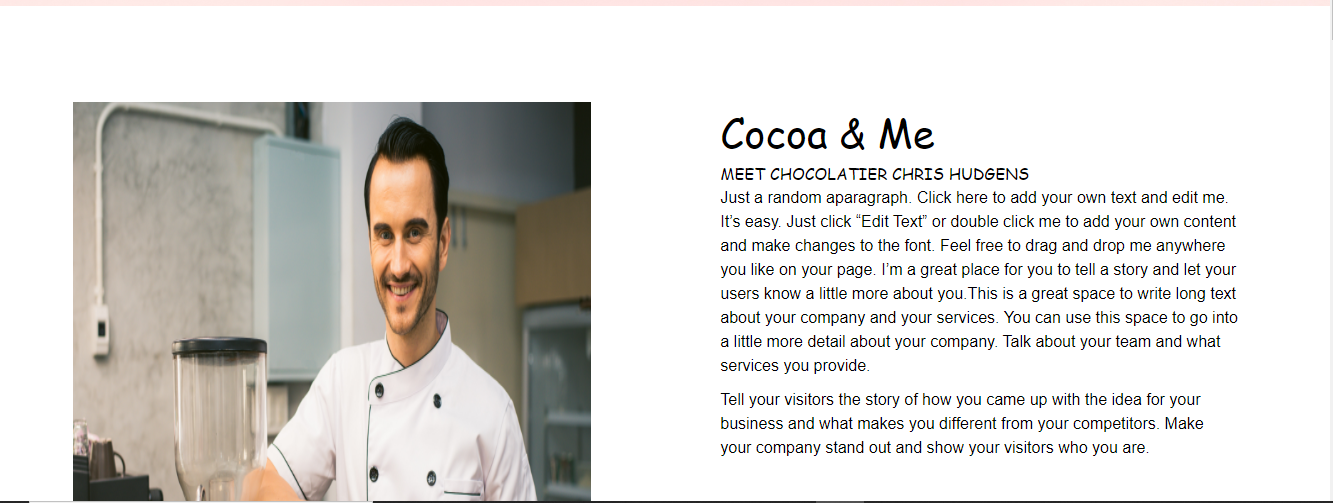 Cocoa & Me
MEET CHOCOLATIER CHRIS HUDGENS
Just a random aparagraph. Click here to add your own text and edit me.
It’s easy. Just click “Edit Text” or double click me to add your own content
and make changes to the font. Feel free to drag and drop me anywhere
you like on your page. I’m a great place for you to tell a story and let your
users know a little more about you.This is a great space to write long text
about your company and your services. You can use this space to go into
a little more detail about your company. Talk about your team and what
services you provide.
Tell your visitors the story of how you came up with the idea for your
business and what makes you different from your competitors. Make
your company stand out and show your visitors who you are.